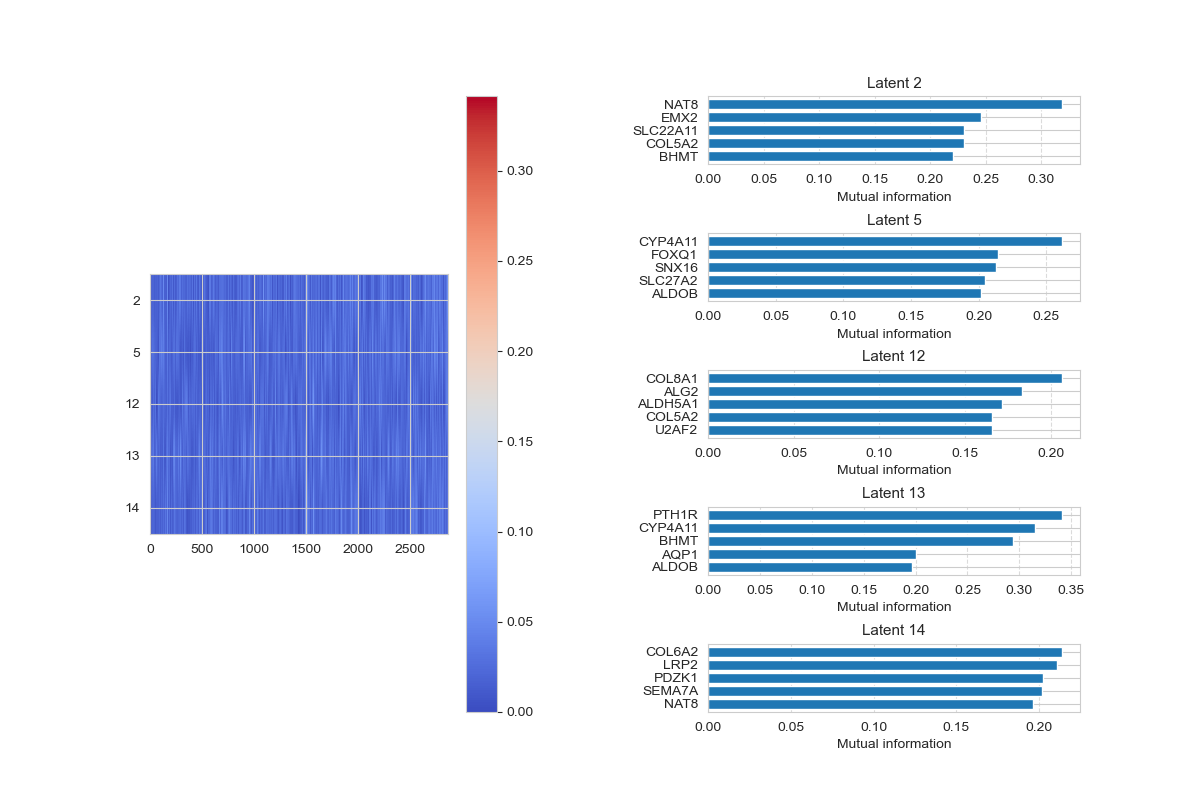 2
5
12
13
14
0 500 1000 1500 2000 2500
0.30
0.25
0.20
0.15
0.10
0.05
0.00
Latent 2
NAT8
EMX2
SLC22A11
COL5A2
BHMT
0.00 0.05 0.10 0.15 0.20 0.25 0.30
Mutual information
Latent 5
CYP4A11
FOXQ1
SNX16
SLC27A2
ALDOB
0.00 0.05 0.10 0.15 0.20 0.25
Mutual information
Latent 12
COL8A1
ALG2
ALDH5A1
COL5A2
U2AF2
0.00 0.05 0.10 0.15 0.20
Mutual information
Latent 13
PTH1R
CYP4A11
BHMT
AQP1
ALDOB
0.00 0.05 0.10 0.15 0.20 0.25 0.30 0.35
Mutual information
Latent 14
COL6A2
LRP2
PDZK1
SEMA7A
NAT8
0.00 0.05 0.10 0.15 0.20
Mutual information